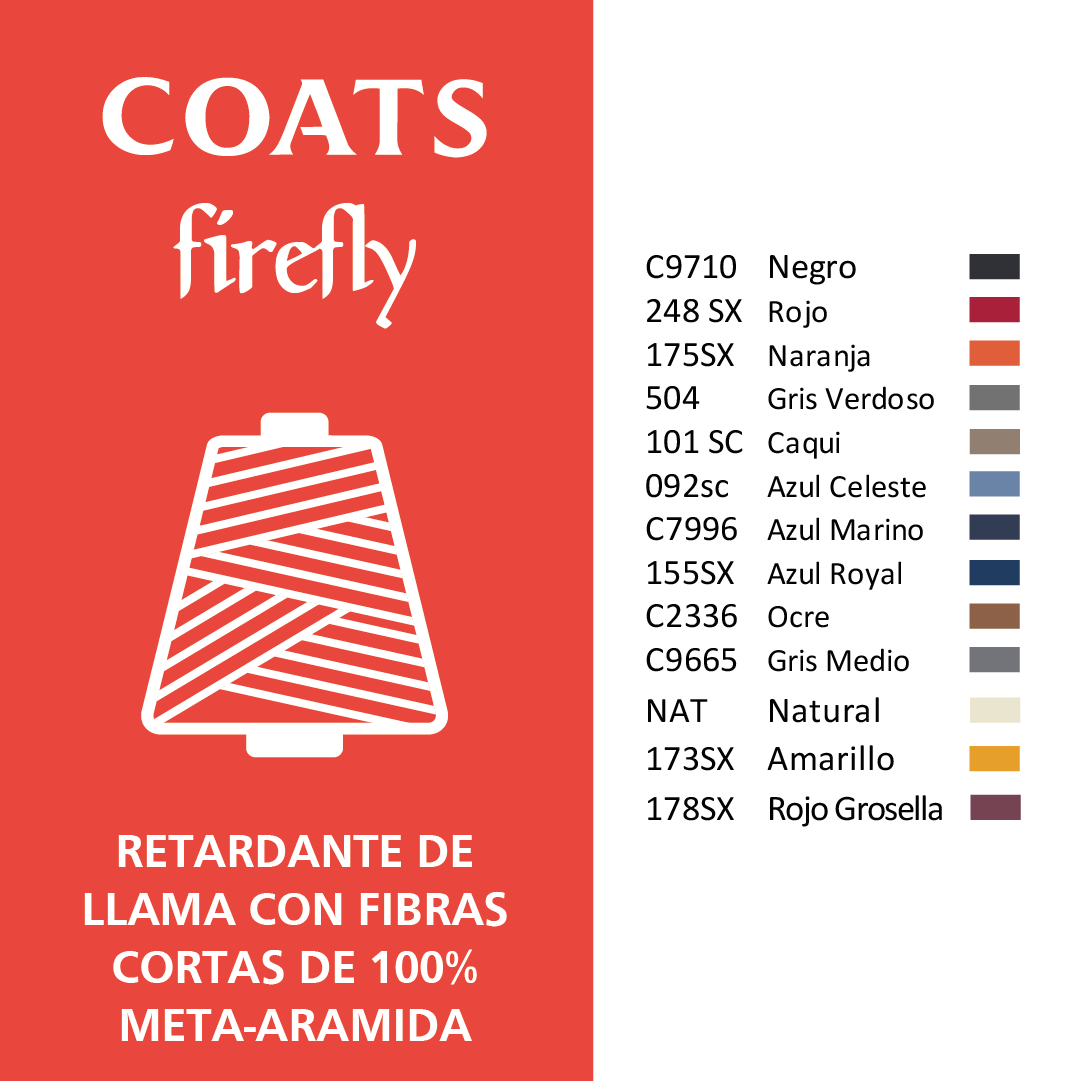 COATS
firefly
RETARDANTE DE
LLAMA CON FIBRAS
CORTAS DE 100%
META-ARAMIDA
C9710 Negro
248 SX Rojo
175SX Naranja
504 Gris Verdoso
101 SC Caqui
092sc Azul Celeste
C7996 Azul Marino
155SX Azul Royal
C2336 Ocre
C9665 Gris Medio
NAT Natural
173SX Amarillo
178SX Rojo Grosella